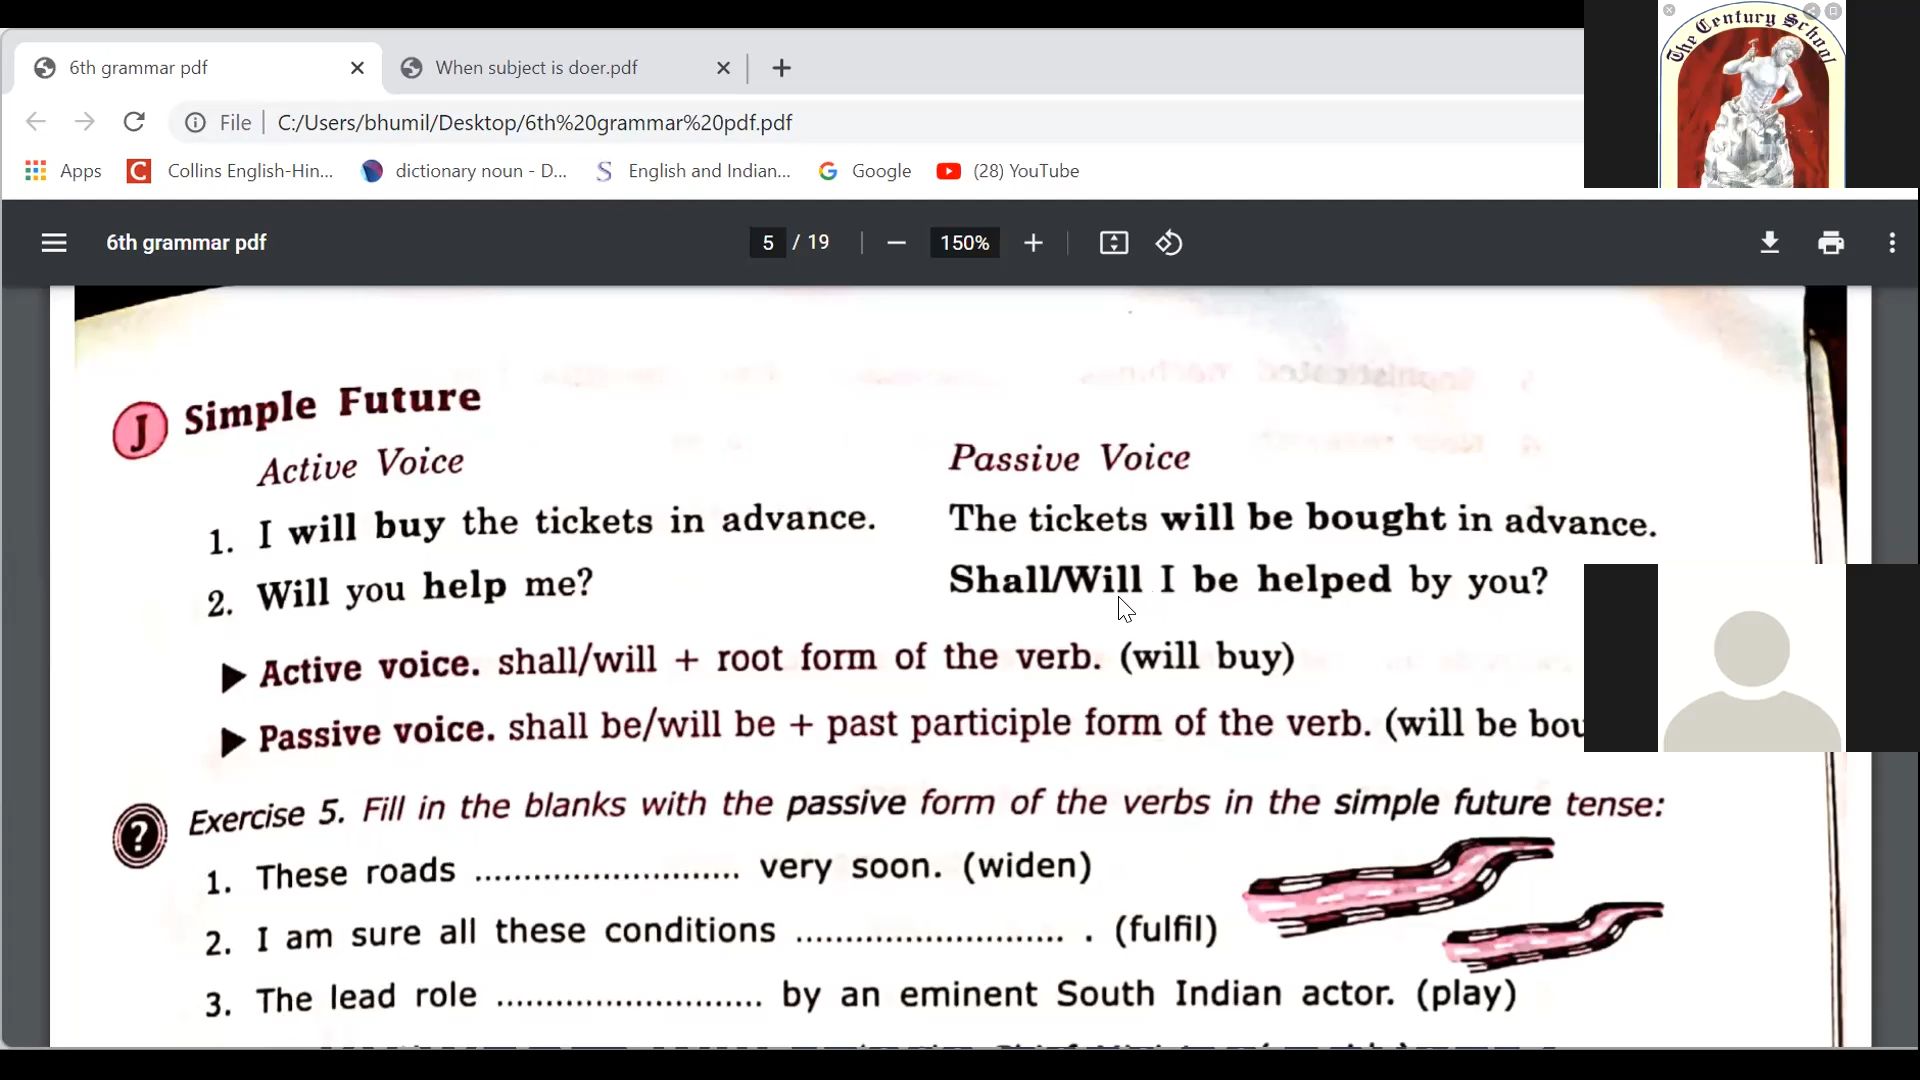 The Century School
6th grammar pdf
When subject is doer.pdf
File
C:/Users/bhumil/Desktop/6th%20grammar%20pdf.pdf
Apps
Collins English-Hin...
dictionary noun - D...
English and Indian...
Google
(28) YouTube
6th grammar pdf
5 / 19
150%
J Simple Future
Active Voice
Passive Voice
1. I will buy the tickets in advance.
The tickets will be bought in advance.
2. Will you help me?
Shall/Will I be helped by you?
Active voice. shall/will + root form of the verb. (will buy)
Passive voice. shall be/will be + past participle form of the verb. (will be bou
? Exercise 5. Fill in the blanks with the passive form of the verbs in the simple future tense:
1. These roads .......................... very soon. (widen)
2. I am sure all these conditions ........................... . (fulfil)
3. The lead role ........................... by an eminent South Indian actor. (play)